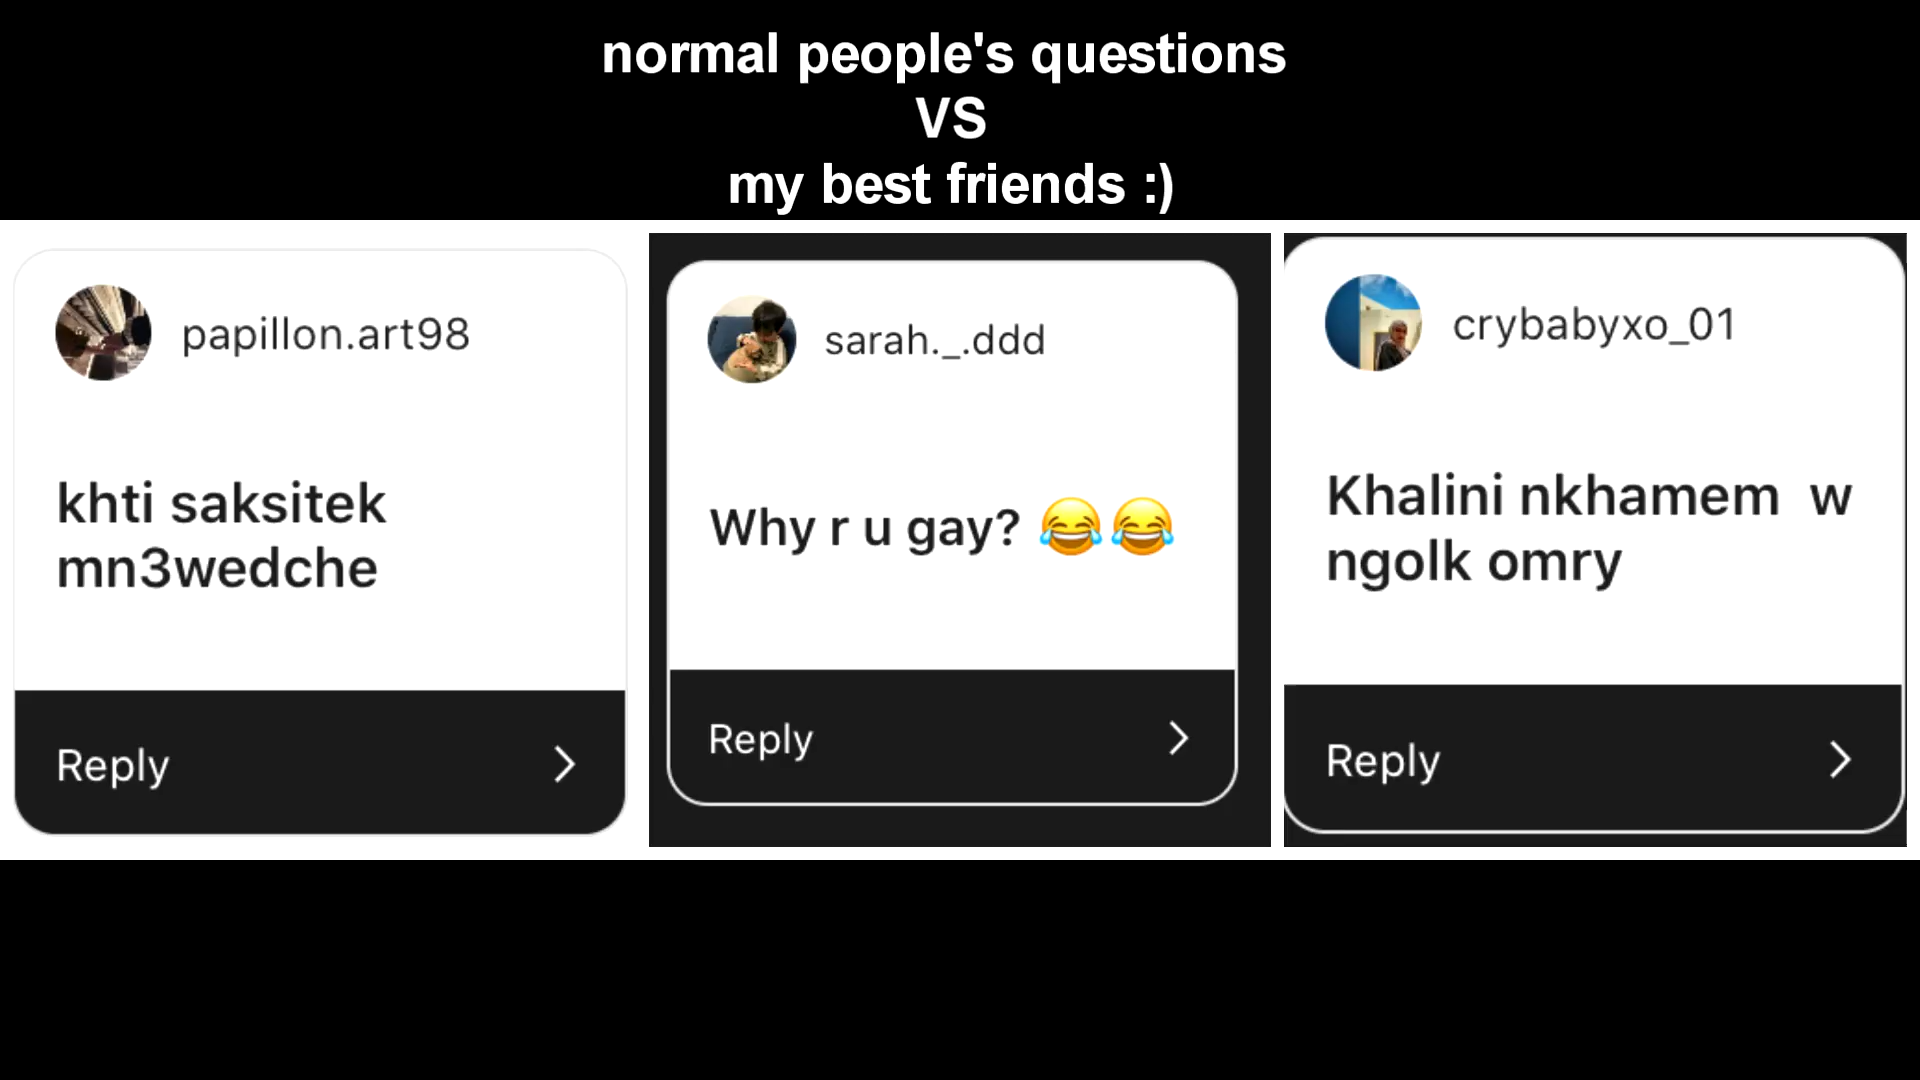 normal people's questions
VS
my best friends :)
papillon.art98
khti saksitek
mn3wedche
Reply
sarah._.ddd
Why r u gay? 😂😂
Reply
crybabyxo_01
Khalini nkhamem  w
ngolk omry
Reply